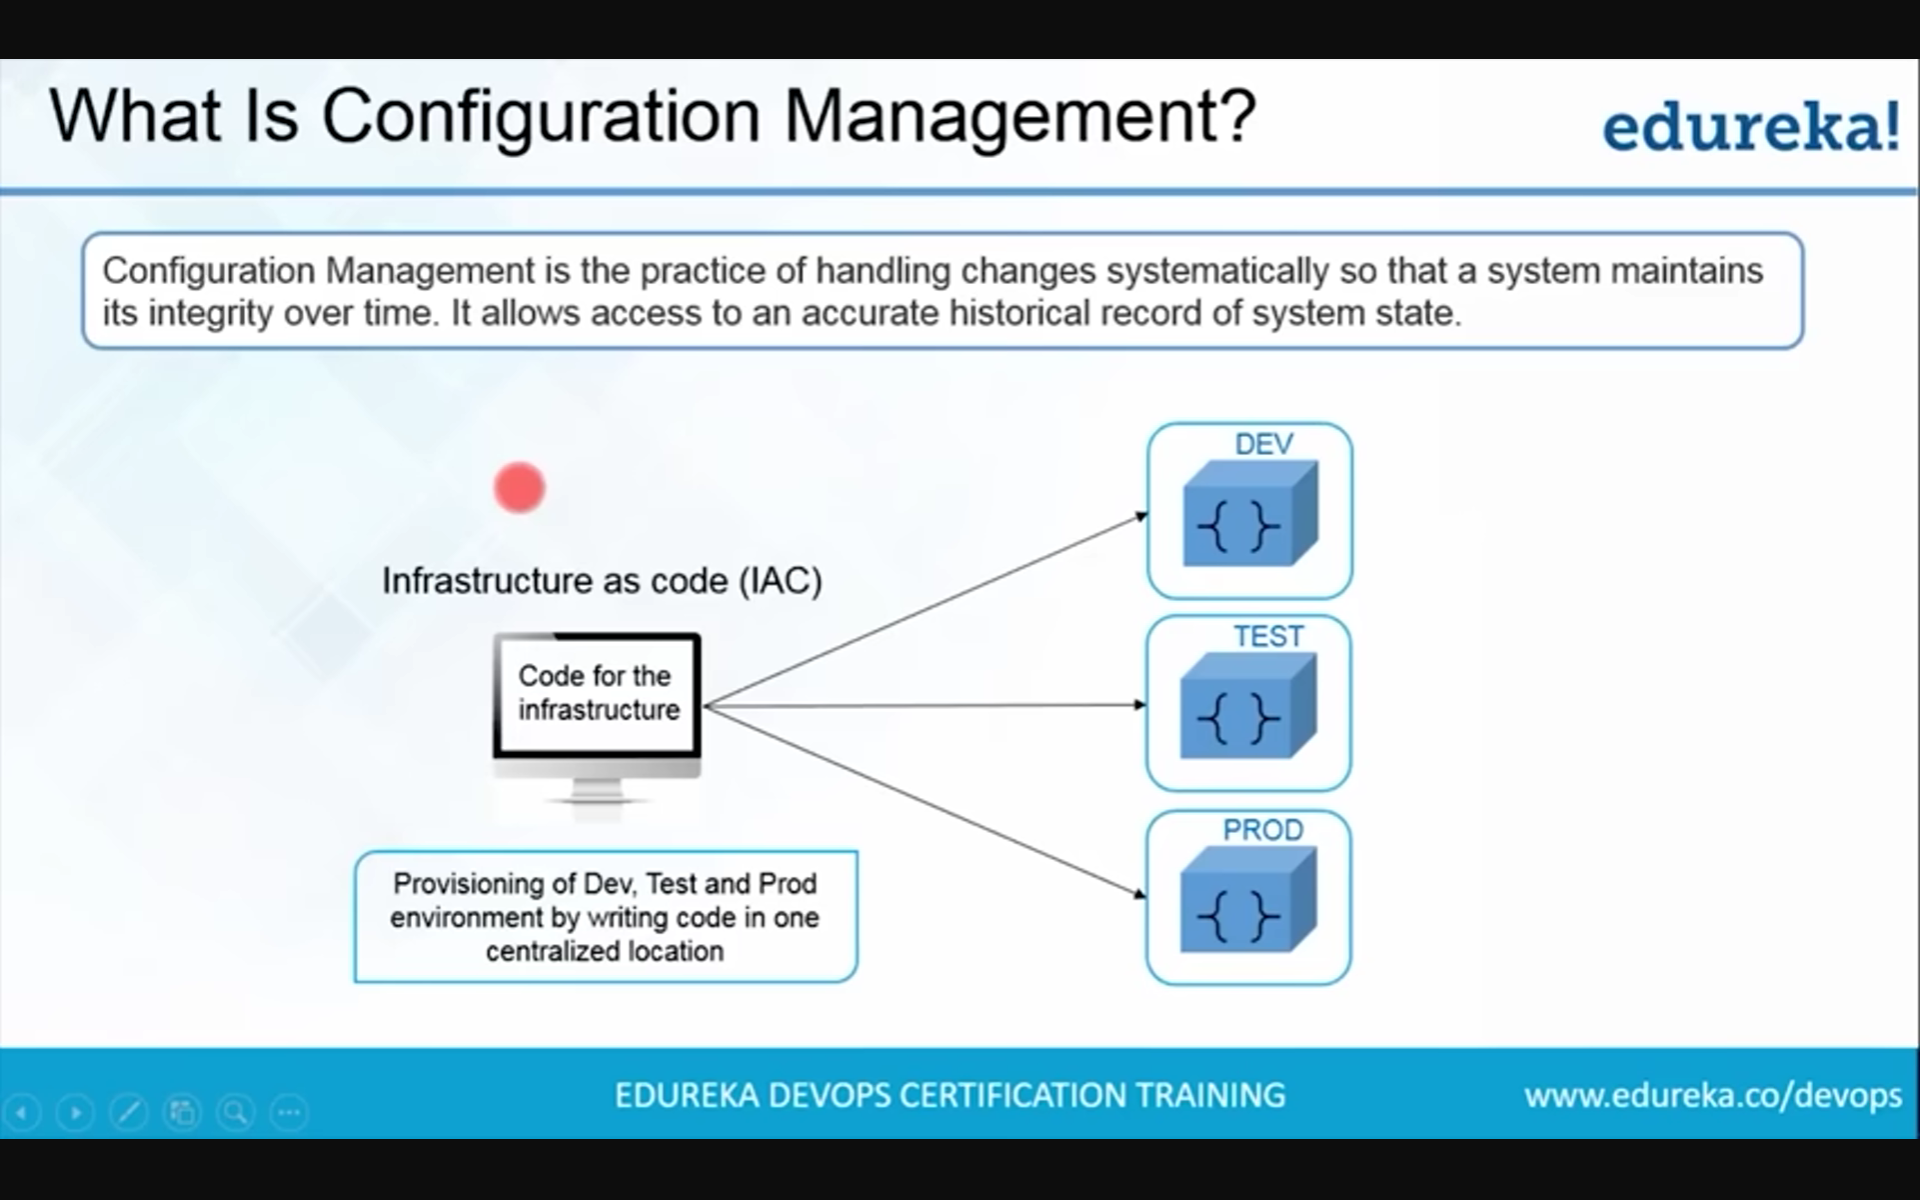 What Is Configuration Management?
edureka!
Configuration Management is the practice of handling changes systematically so that a system maintains
its integrity over time. It allows access to an accurate historical record of system state.
Infrastructure as code (IAC)
Code for the
infrastructure
Provisioning of Dev, Test and Prod
environment by writing code in one
centralized location
DEV
{ }
TEST
{ }
PROD
{ }
EDUREKA DEVOPS CERTIFICATION TRAINING
www.edureka.co/devops